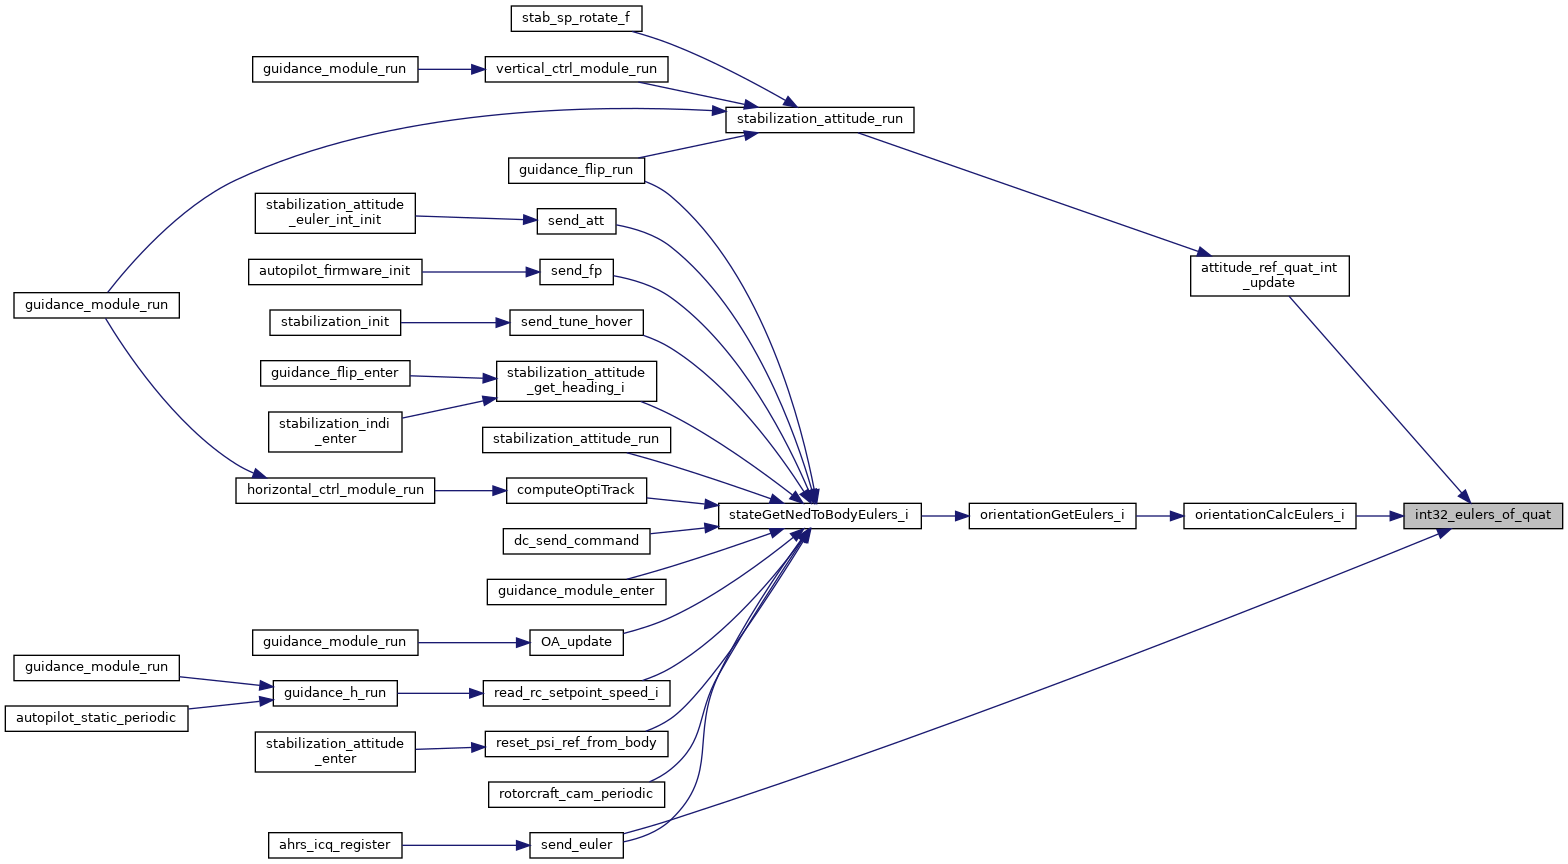 stab_sp_rotate_f
guidance_module_run
vertical_ctrl_module_run
stabilization_attitude_run
guidance_flip_run
stabilization_attitude
_euler_int_init
send_att
autopilot_firmware_init
send_fp
attitude_ref_quat_int
_update
guidance_module_run
stabilization_init
send_tune_hover
guidance_flip_enter
stabilization_attitude
_get_heading_i
stabilization_indi
_enter
stabilization_attitude_run
horizontal_ctrl_module_run
computeOptiTrack
stateGetNedToBodyEulers_i
orientationGetEulers_i
orientationCalcEulers_i
int32_eulers_of_quat
dc_send_command
guidance_module_enter
guidance_module_run
OA_update
guidance_module_run
guidance_h_run
read_rc_setpoint_speed_i
autopilot_static_periodic
stabilization_attitude
_enter
reset_psi_ref_from_body
rotorcraft_cam_periodic
ahrs_icq_register
send_euler